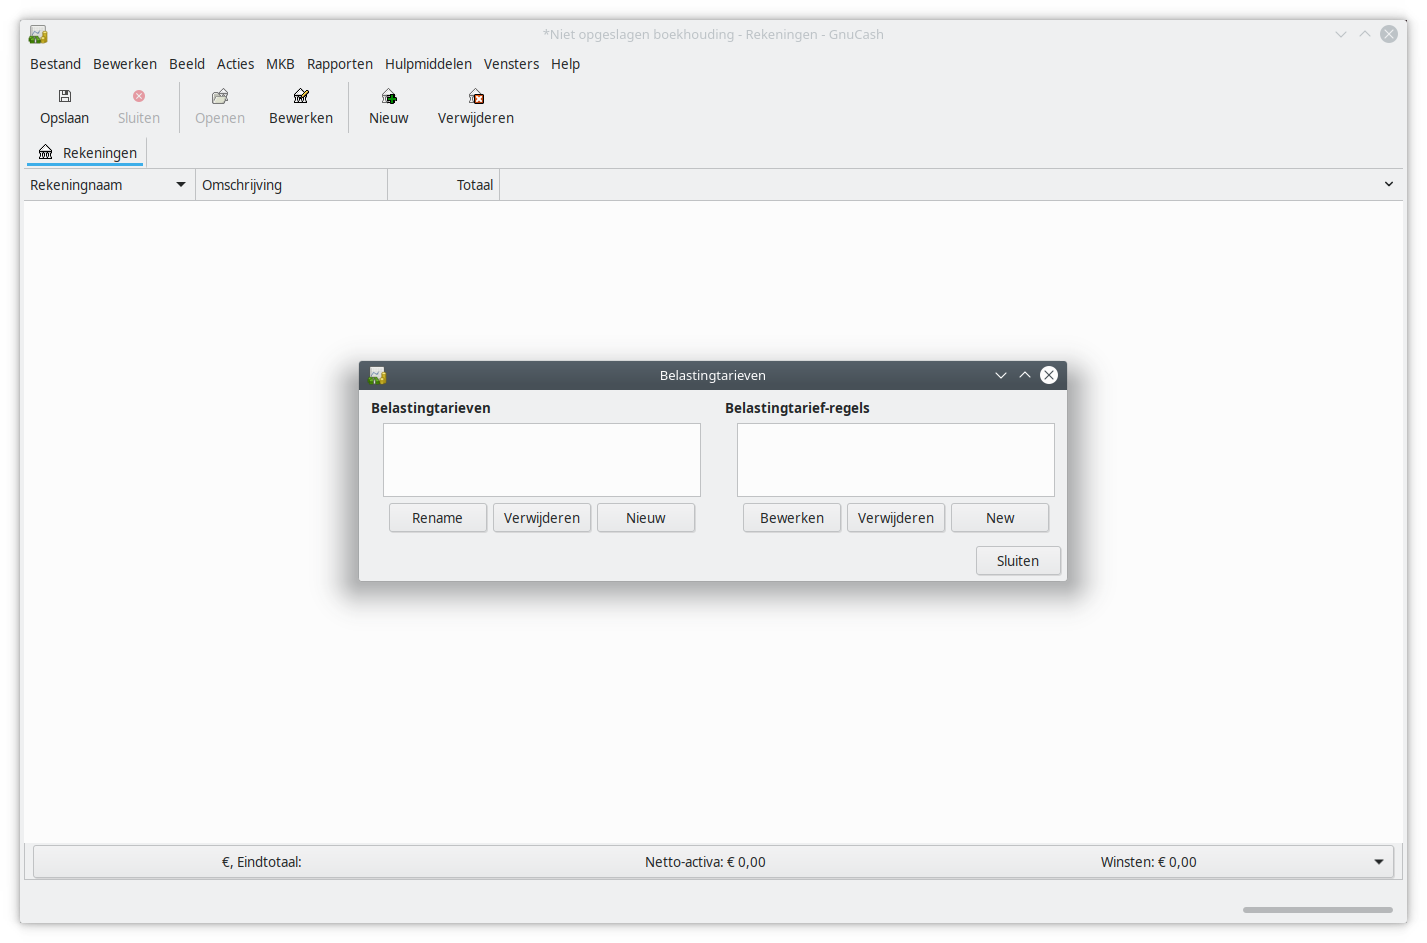 *Niet opgeslagen boekhouding - Rekeningen - GnuCash
Bestand Bewerken Beeld Acties MKB Rapporten Hulpmiddelen Vensters Help
Opslaan Sluiten Openen Bewerken Nieuw Verwijderen
Rekeningen
Rekeningnaam Omschrijving Totaal
Belastingtarieven
Belastingtarieven Belastingtarief-regels
Rename Verwijderen Nieuw Bewerken Verwijderen New
Sluiten
€, Eindtotaal: Netto-activa: € 0,00 Winsten: € 0,00